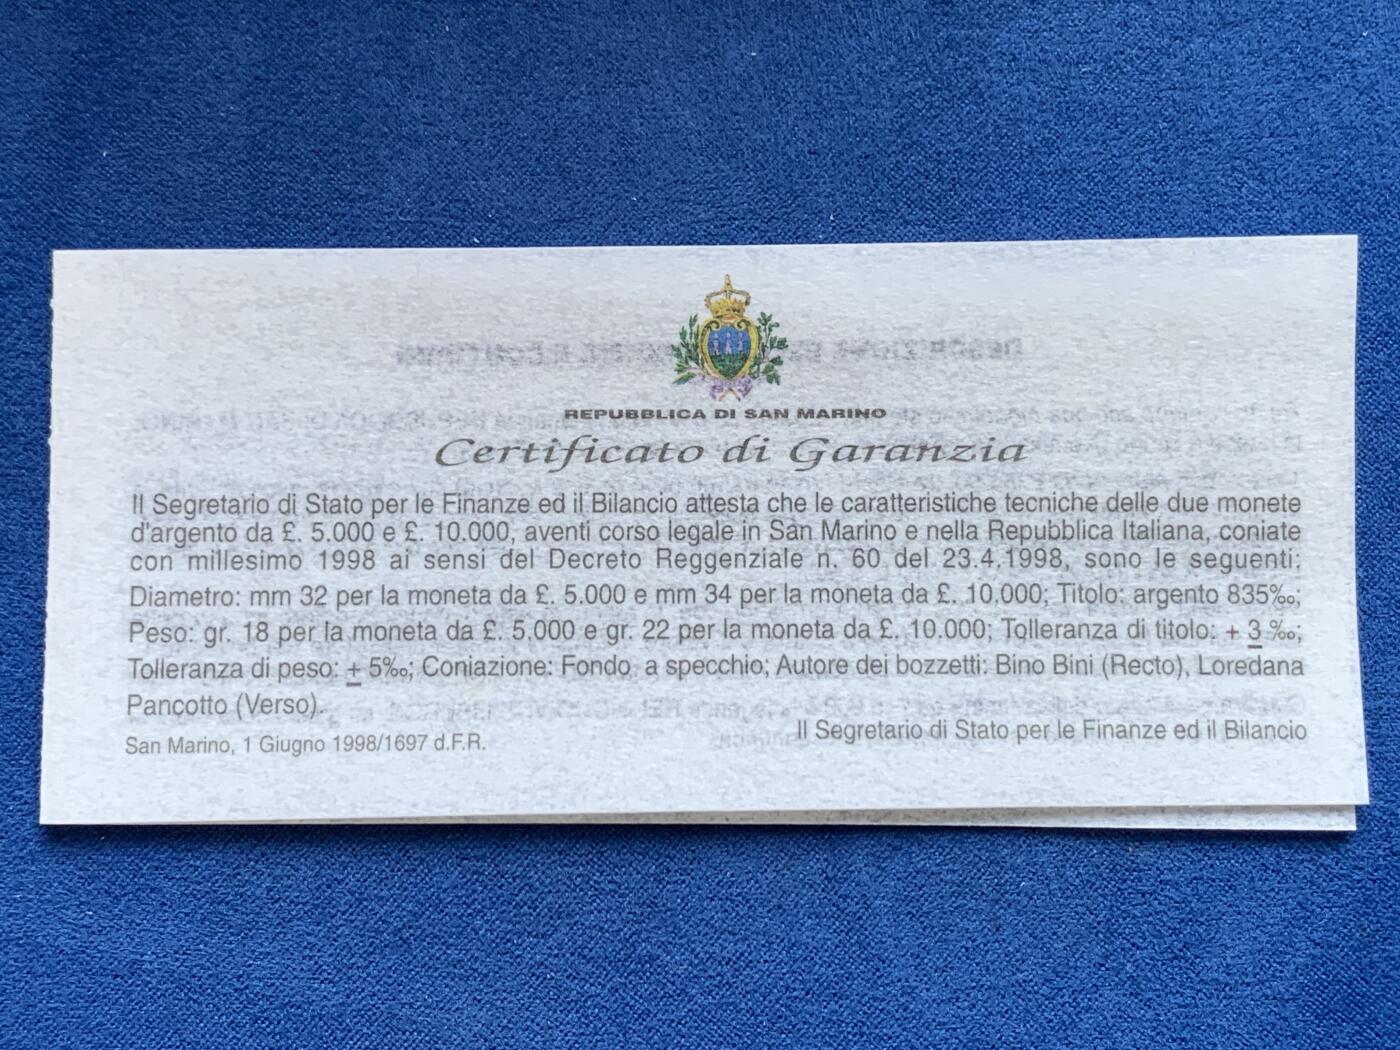 REPUBBLICA DI SAN MARINO
Certificato di Garanzia
Il Segretario di Stato per le Finanze ed il Bilancio attesta che le caratteristiche tecniche delle due monete
d'argento da £. 5.000 e £. 10.000, aventi corso legale in San Marino e nella Repubblica Italiana, coniate
con millesimo 1998 ai sensi del Decreto Reggenziale n. 60 del 23.4.1998, sono le seguenti:
Diametro: mm 32 per la moneta da £. 5.000 e mm 34 per la moneta da £. 10.000; Titolo: argento 835‰;
Peso: gr. 18 per la moneta da £. 5.000 e gr. 22 per la moneta da £. 10.000; Tolleranza di titolo: + 3 ‰;
Tolleranza di peso: ± 5‰; Coniazione: Fondo a specchio; Autore dei bozzetti: Bino Bini (Recto), Loredana
Pancotto (Verso).
Il Segretario di Stato per le Finanze ed il Bilancio
San Marino, 1 Giugno 1998/1697 d.F.R.